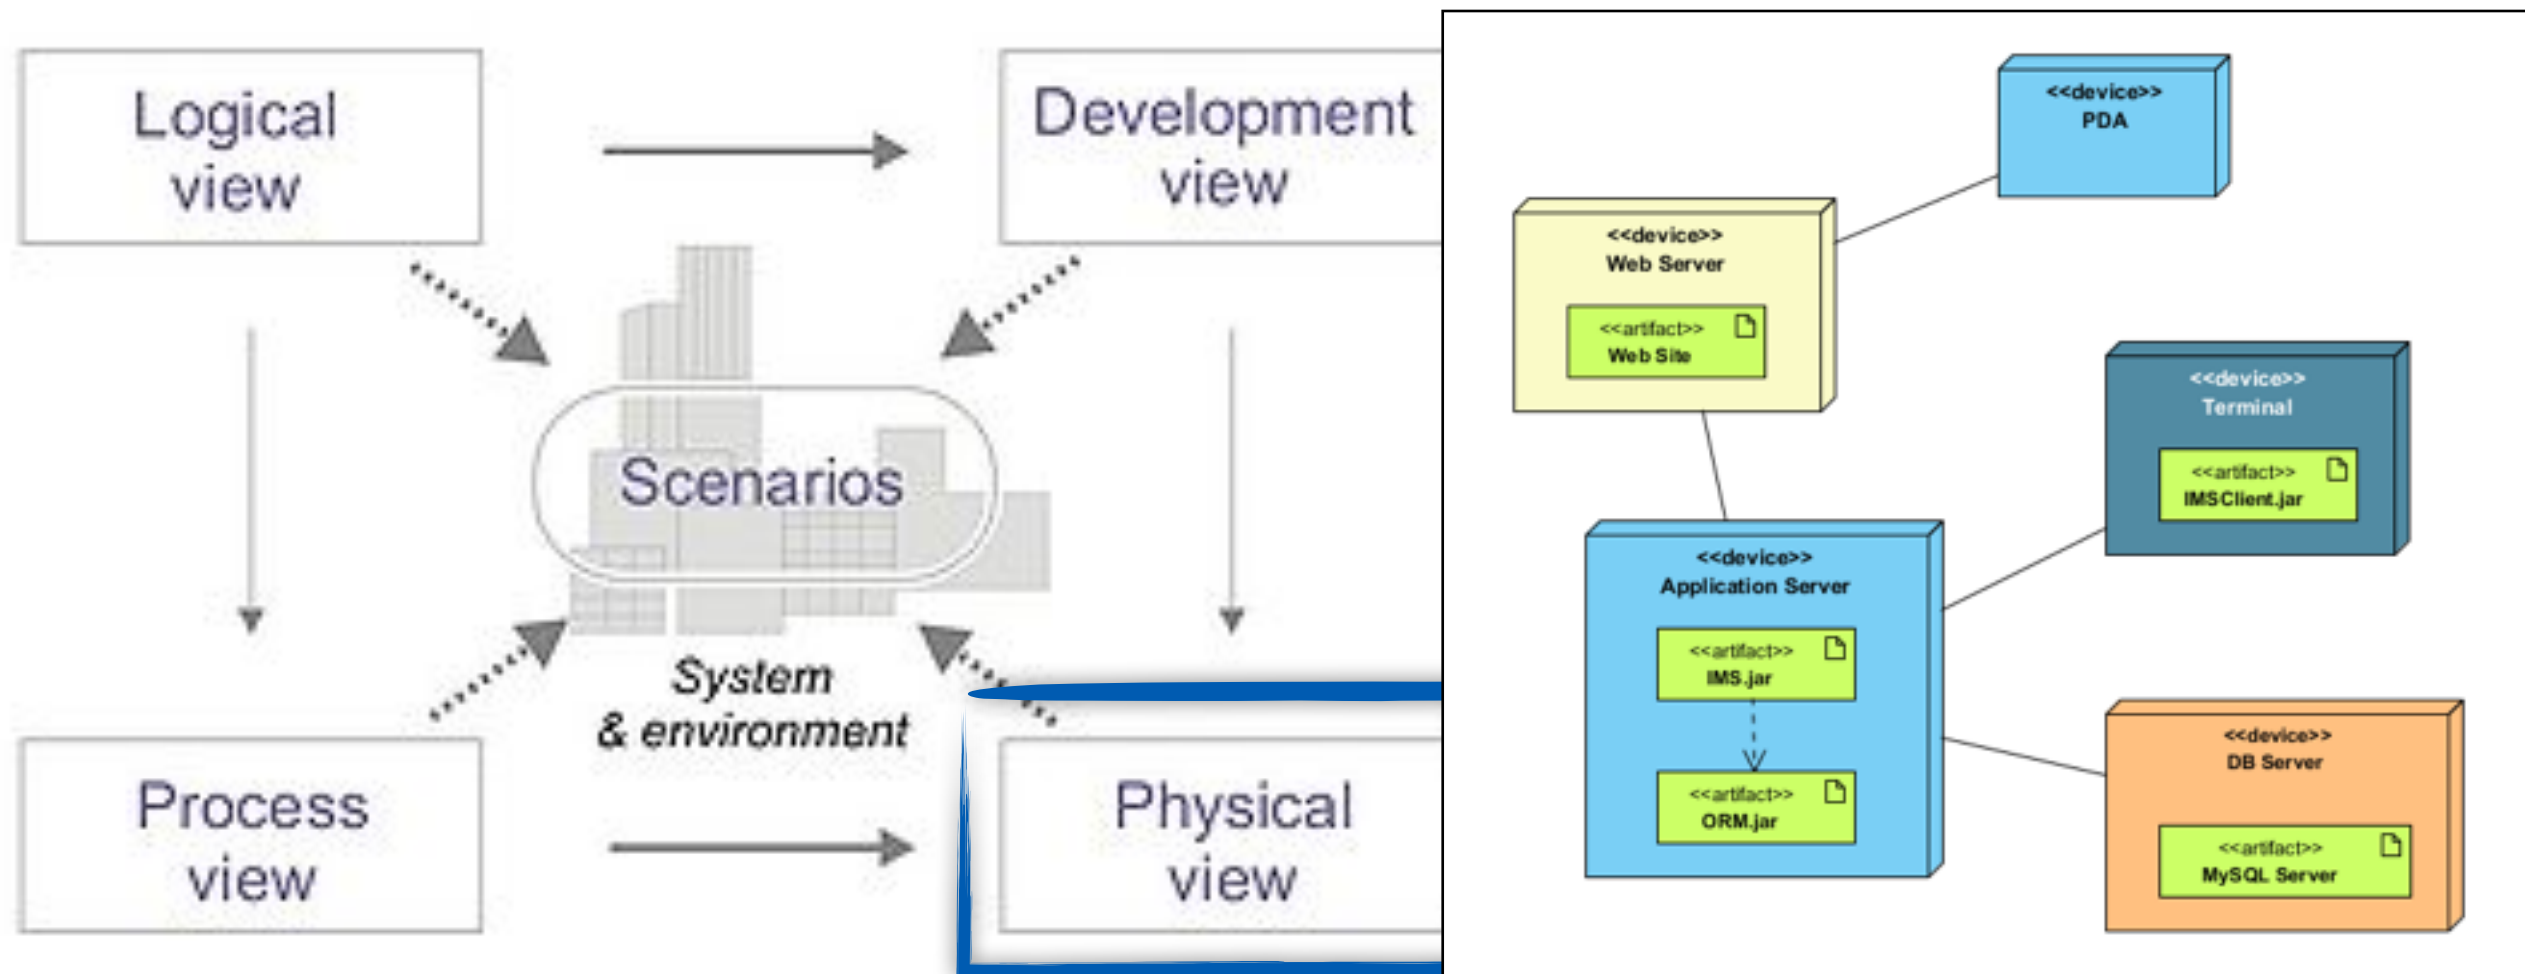 Logical
view
Development
view
Scenarios
System
& environment
Process
view
Physical
view
<<device>>
PDA
<<device>>
Web Server
<<artifact>>
Web Site
<<device>>
Terminal
<<artifact>>
IMSClient.jar
<<device>>
Application Server
<<artifact>>
IMS.jar
<<artifact>>
ORM.jar
<<device>>
DB Server
<<artifact>>
MySQL Server